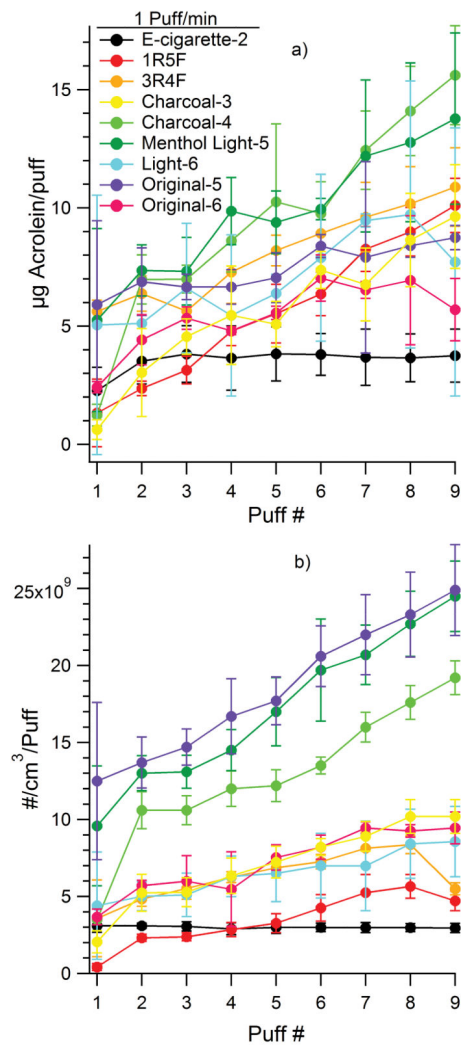 1 Puff/min
E-cigarette-2
1R5F
3R4F
Charcoal-3
Charcoal-4
Menthol Light-5
Light-6
Original-5
Original-6
a)
15
10
5
0
µg Acrolein/puff
1 2 3 4 5 6 7 8 9
Puff #
b)
25x10⁹
20
15
10
5
0
#/cm³/Puff
1 2 3 4 5 6 7 8 9
Puff #